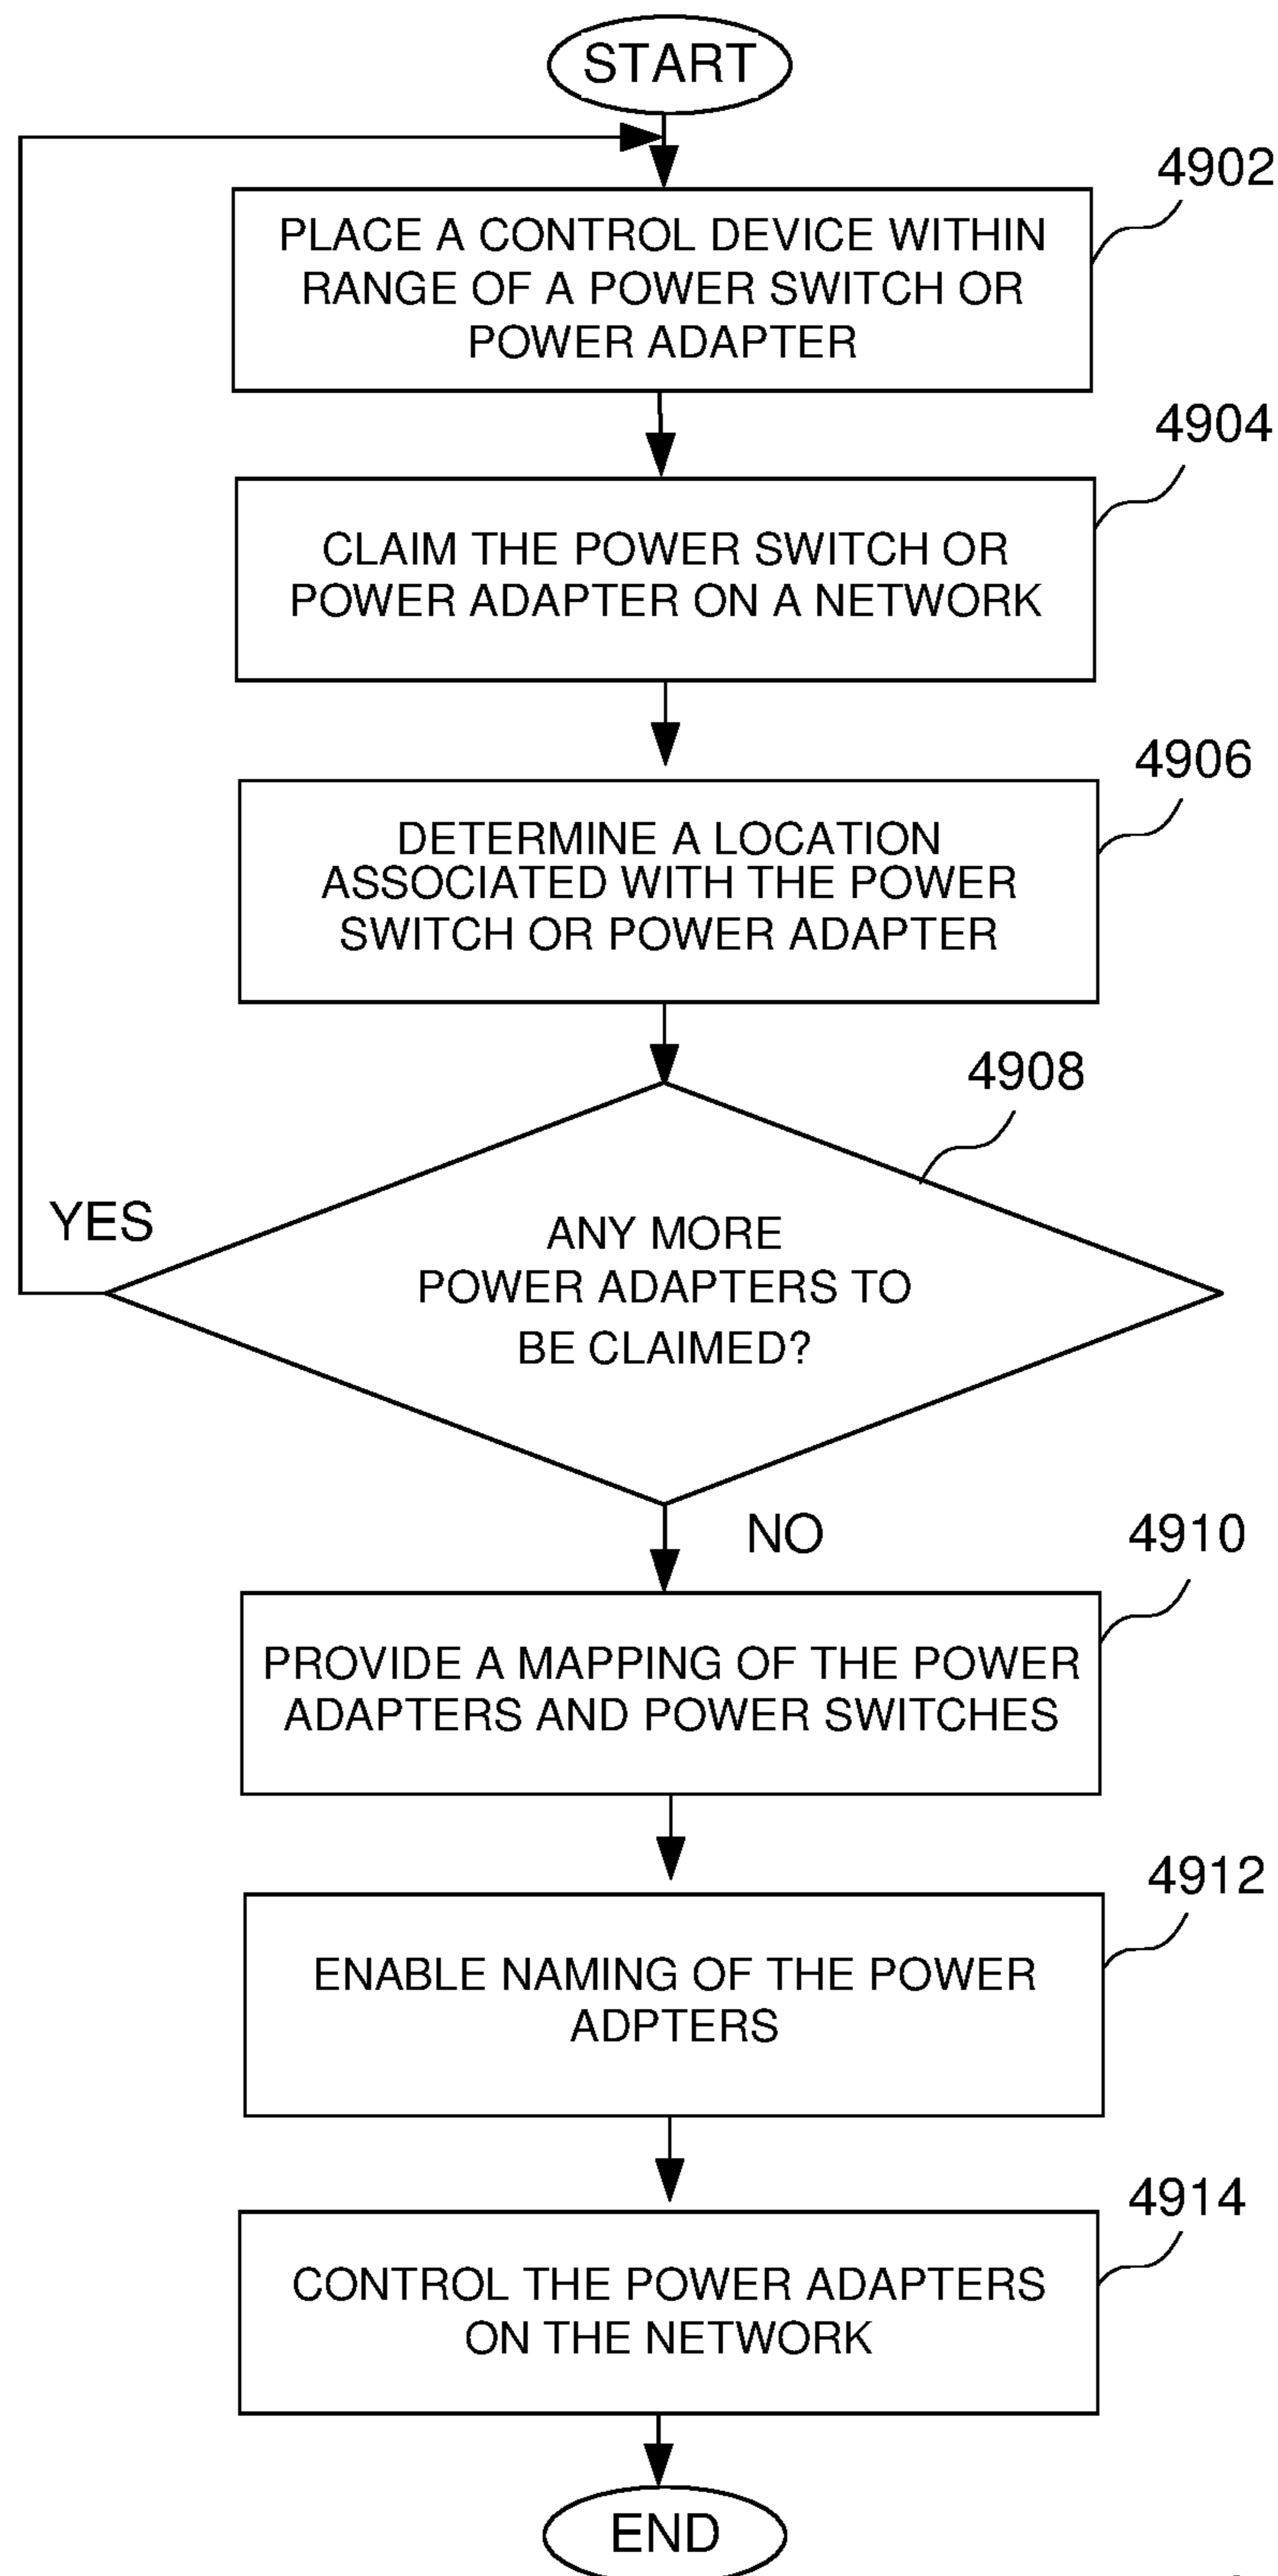 START
4902
PLACE A CONTROL DEVICE WITHIN
RANGE OF A POWER SWITCH OR
POWER ADAPTER
4904
CLAIM THE POWER SWITCH OR
POWER ADAPTER ON A NETWORK
4906
DETERMINE A LOCATION
ASSOCIATED WITH THE POWER
SWITCH OR POWER ADAPTER
4908
YES
ANY MORE
POWER ADAPTERS TO
BE CLAIMED?
NO
4910
PROVIDE A MAPPING OF THE POWER
ADAPTERS AND POWER SWITCHES
4912
ENABLE NAMING OF THE POWER
ADPTERS
4914
CONTROL THE POWER ADAPTERS
ON THE NETWORK
END